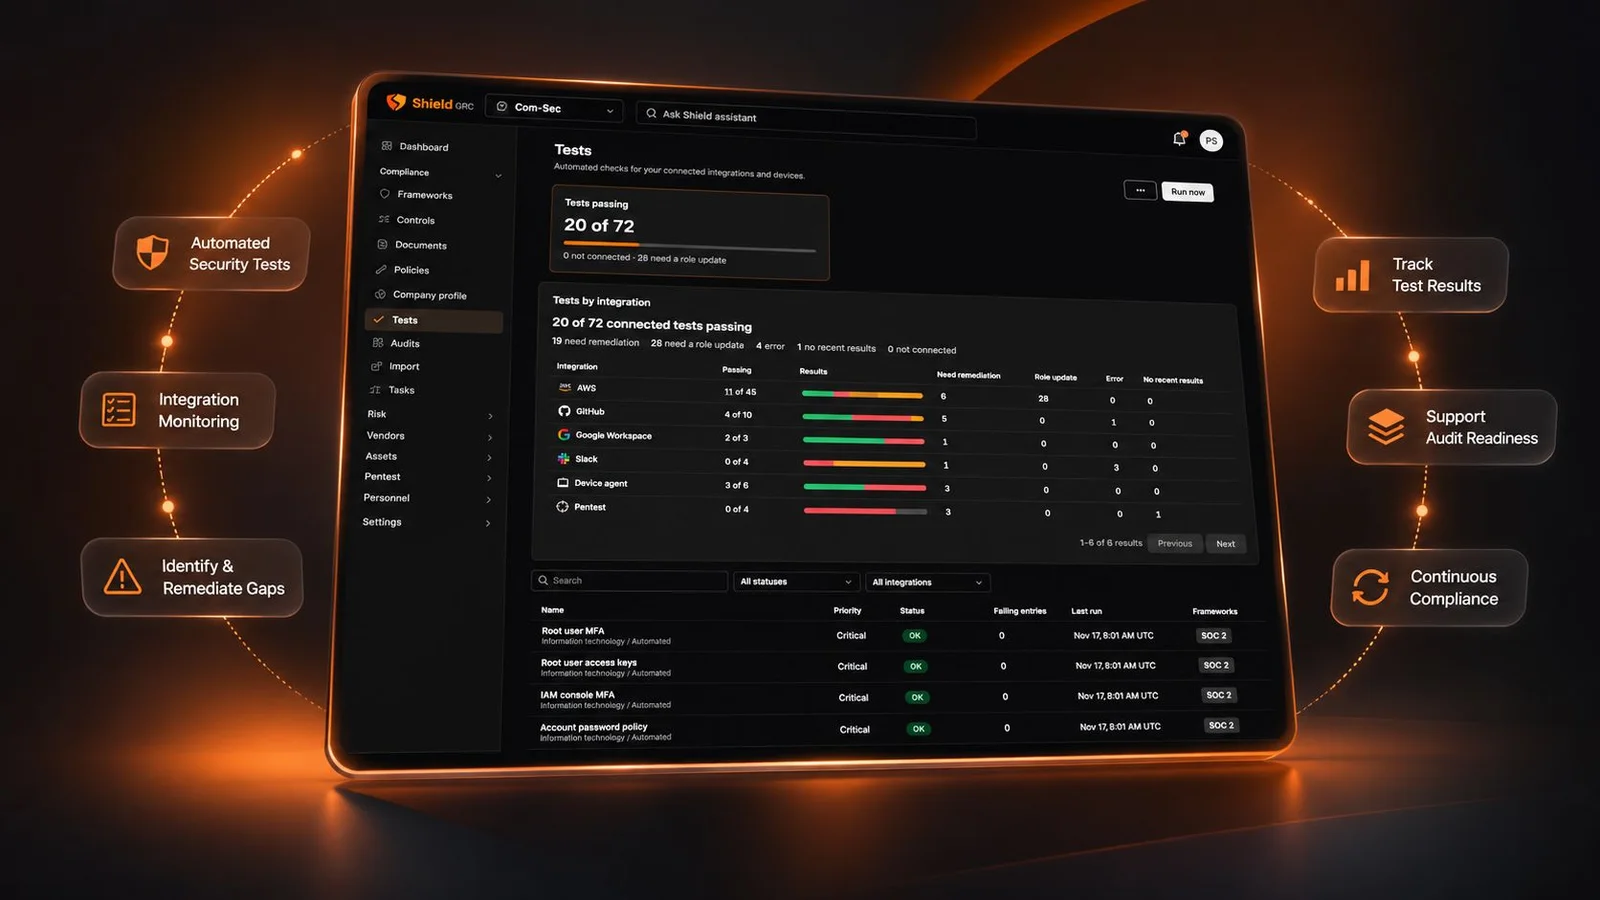 Shield GRC
Com-Sec
Ask Shield assistant
PS
Dashboard
Compliance
Frameworks
Controls
Documents
Policies
Company profile
Tests
Audits
Import
Tasks
Risk
Vendors
Assets
Pentest
Personnel
Settings
Tests
Automated checks for your connected integrations and devices.
...
Run now
Tests passing
20 of 72
0 not connected - 28 need a role update
Tests by integration
20 of 72 connected tests passing
19 need remediation 28 need a role update 4 error 1 no recent results 0 not connected
Integration Passing Results Need remediation Role update Error No recent results
aws AWS 11 of 45 6 28 0 0
GitHub 4 of 10 5 0 1 0
Google Workspace 2 of 3 1 0 0 0
Slack 0 of 4 1 0 3 0
Device agent 3 of 6 3 0 0 0
Pentest 0 of 4 3 0 0 1
1-6 of 6 results Previous Next
Search All statuses All integrations
Name Priority Status Failing entries Last run Frameworks
Root user MFA Critical OK 0 Nov 17, 8:01 AM UTC SOC 2
Information technology / Automated
Root user access keys Critical OK 0 Nov 17, 8:01 AM UTC SOC 2
Information technology / Automated
IAM console MFA Critical OK 0 Nov 17, 8:01 AM UTC SOC 2
Information technology / Automated
Account password policy Critical OK 0 Nov 17, 8:01 AM UTC SOC 2
Information technology / Automated
Automated
Security Tests
Integration
Monitoring
Identify &
Remediate Gaps
Track
Test Results
Support
Audit Readiness
Continuous
Compliance